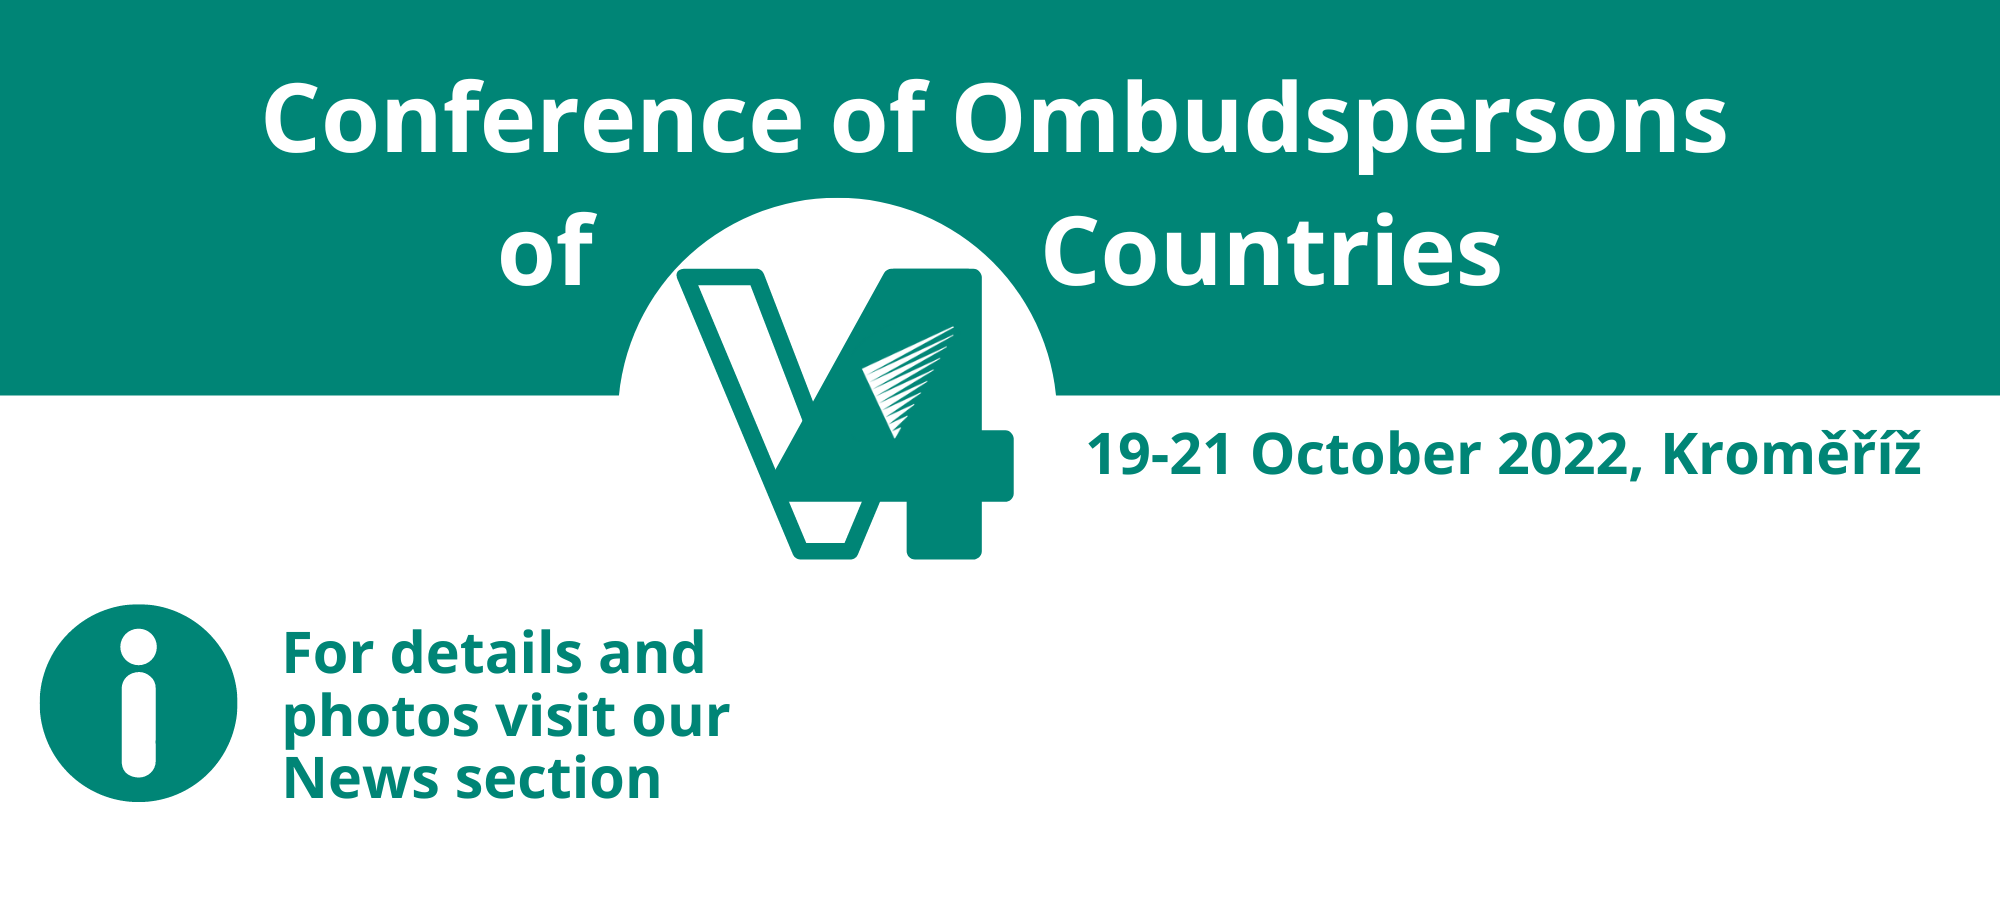 Conference of Ombudspersons
of V4 Countries
19-21 October 2022, Kroměříž
For details and
photos visit our
News section